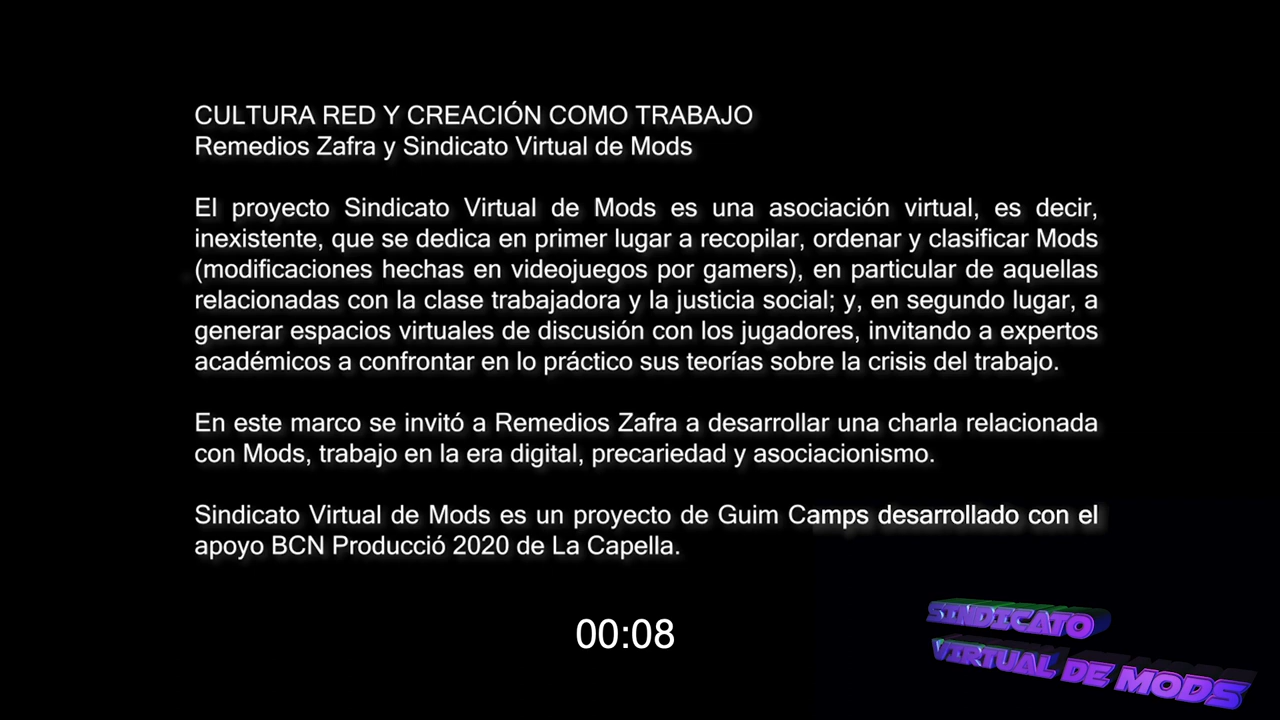 CULTURA RED Y CREACIÓN COMO TRABAJO
Remedios Zafra y Sindicato Virtual de Mods
El proyecto Sindicato Virtual de Mods es una asociación virtual, es decir,
inexistente, que se dedica en primer lugar a recopilar, ordenar y clasificar Mods
(modificaciones hechas en videojuegos por gamers), en particular de aquellas
relacionadas con la clase trabajadora y la justicia social; y, en segundo lugar, a
generar espacios virtuales de discusión con los jugadores, invitando a expertos
académicos a confrontar en lo práctico sus teorías sobre la crisis del trabajo.
En este marco se invitó a Remedios Zafra a desarrollar una charla relacionada
con Mods, trabajo en la era digital, precariedad y asociacionismo.
Sindicato Virtual de Mods es un proyecto de Guim Camps desarrollado con el
apoyo BCN Producció 2020 de La Capella.
00:08
SINDICATO
VIRTUAL DE MODS